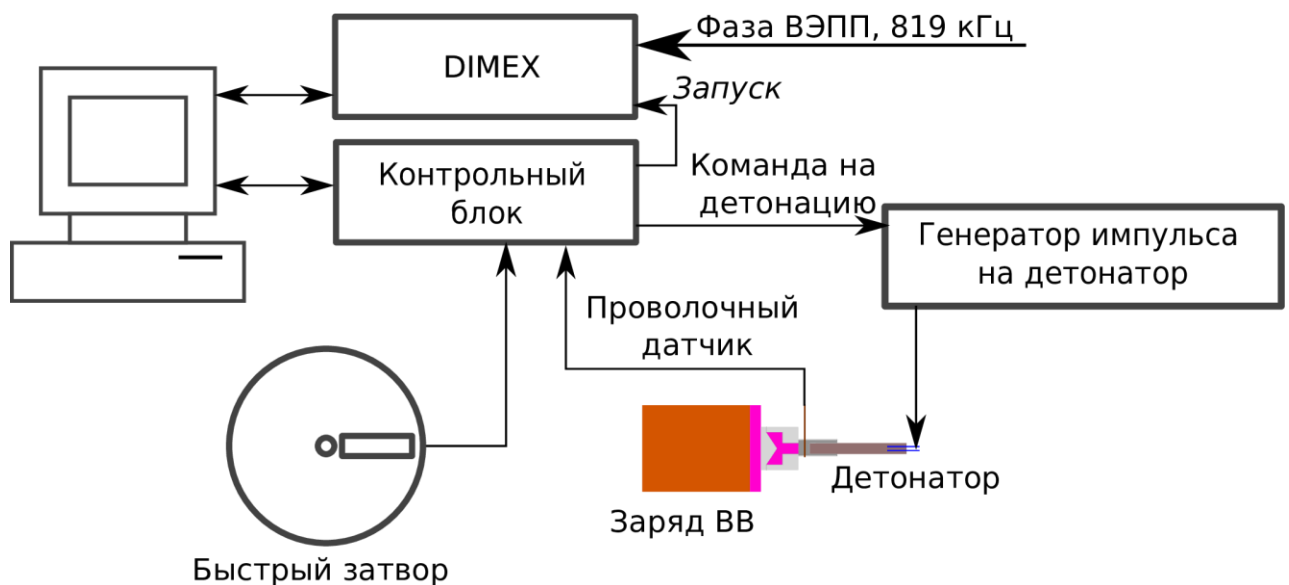 Фаза ВЭПП, 819 кГц
DIMEX
Запуск
Контрольный
блок
Команда на
детонацию
Генератор импульса
на детонатор
Проволочный
датчик
Детонатор
Заряд ВВ
Быстрый затвор